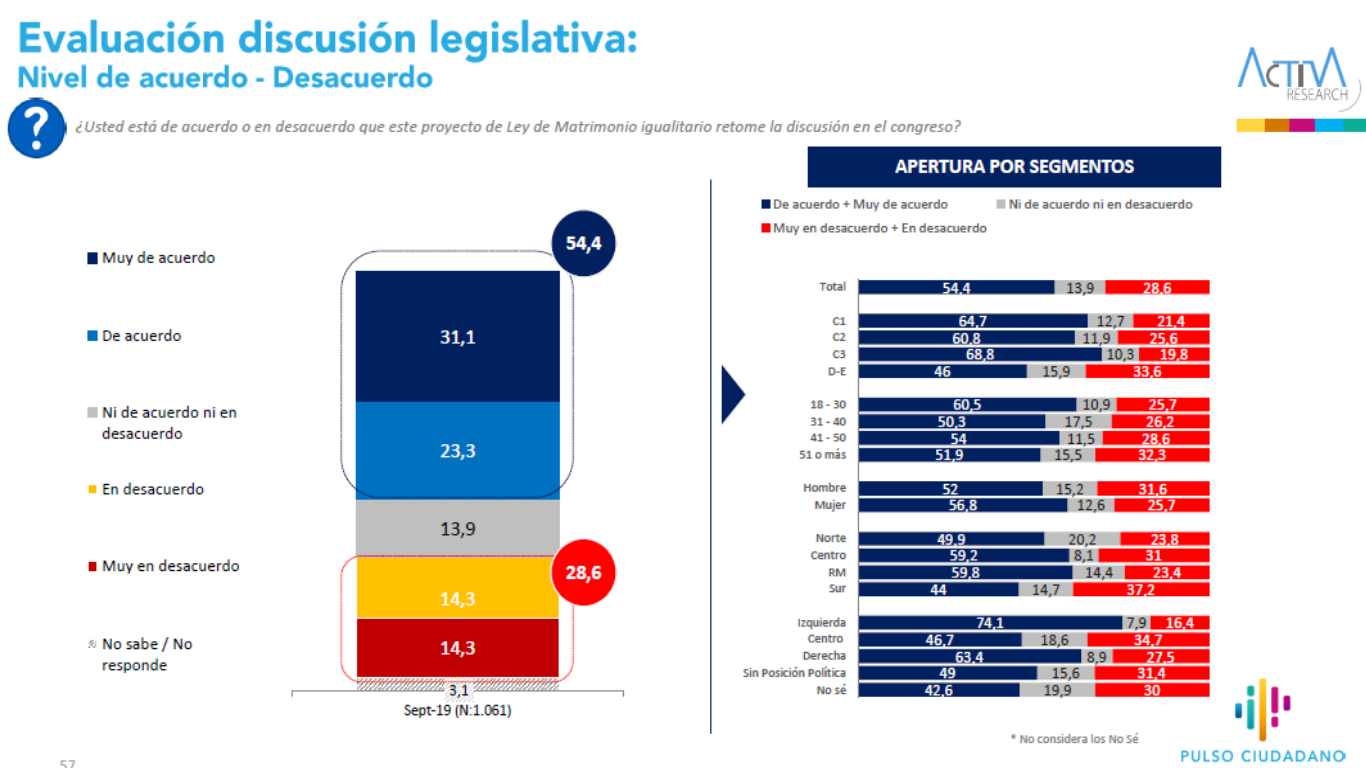 Evaluación discusión legislativa:
Nivel de acuerdo - Desacuerdo
ACTIVA
RESEARCH
?
¿Usted está de acuerdo o en desacuerdo que este proyecto de Ley de Matrimonio igualitario retome la discusión en el congreso?
Muy de acuerdo
De acuerdo
Ni de acuerdo ni en
desacuerdo
En desacuerdo
Muy en desacuerdo
No sabe / No
responde
54,4
31,1
23,3
13,9
28,6
14,3
14,3
3,1
Sept-19 (N:1.061)
APERTURA POR SEGMENTOS
De acuerdo + Muy de acuerdo
Ni de acuerdo ni en desacuerdo
Muy en desacuerdo + En desacuerdo
Total 54,4 13,9 28,6
C1 64,7 12,7 21,4
C2 60,8 11,9 25,6
C3 68,8 10,3 19,8
D-E 46 15,9 33,6
18 - 30 60,5 10,9 25,7
31 - 40 50,3 17,5 26,2
41 - 50 54 11,5 28,6
51 o más 51,9 15,5 32,3
Hombre 52 15,2 31,6
Mujer 56,8 12,6 25,7
Norte 49,9 20,2 23,8
Centro 59,2 8,1 31
RM 59,8 14,4 23,4
Sur 44 14,7 37,2
Izquierda 74,1 7,9 16,4
Centro 46,7 18,6 34,7
Derecha 63,4 8,9 27,5
Sin Posición Política 49 15,6 31,4
No sé 42,6 19,9 30
* No considera los No Sé
PULSO CIUDADANO
57